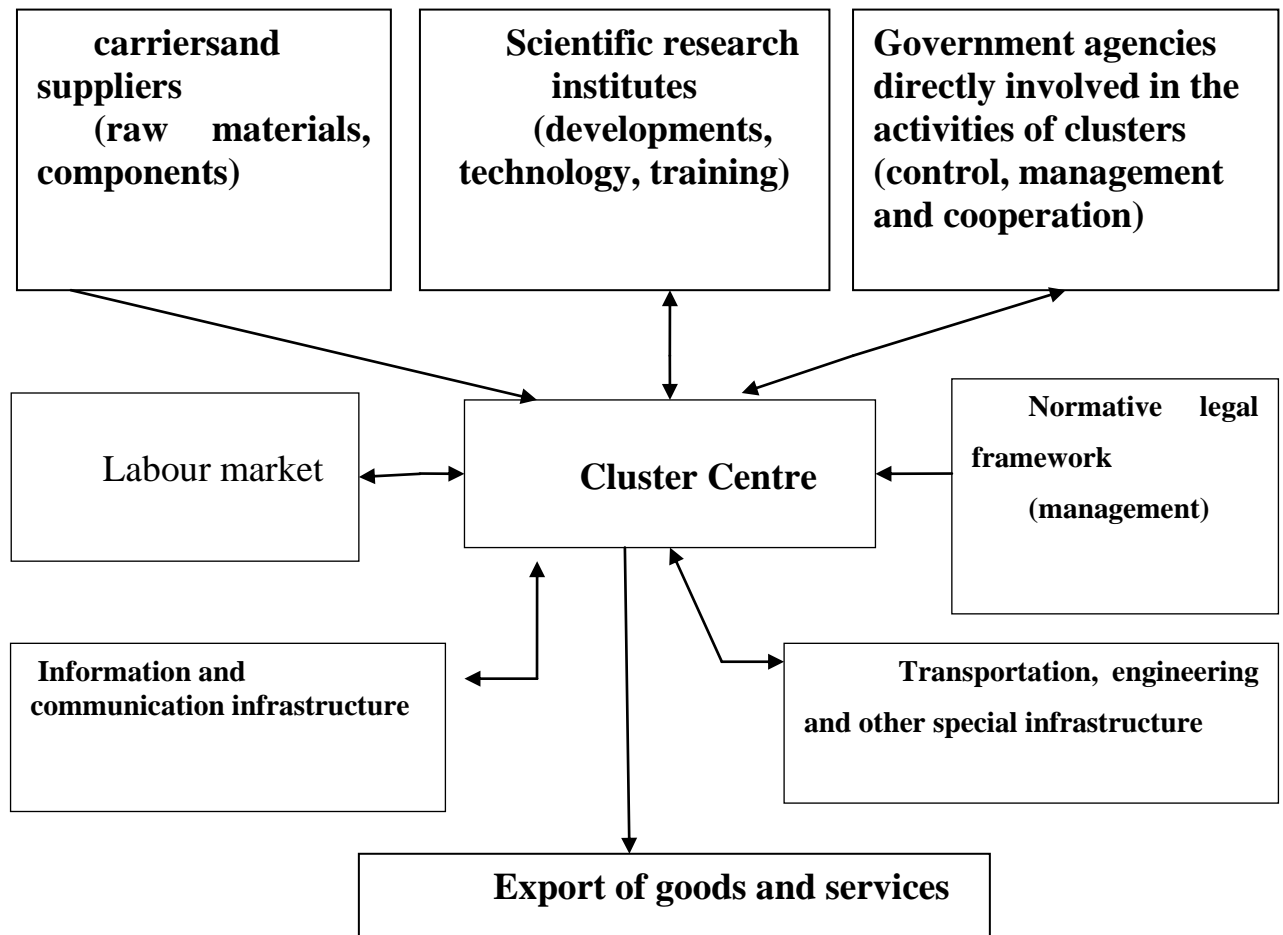 carriersand
suppliers
(raw materials,
components)
Scientific research
institutes
(developments,
technology, training)
Government agencies
directly involved in the
activities of clusters
(control, management
and cooperation)
Labour market
Cluster Centre
Normative legal
framework
(management)
Information and
communication infrastructure
Transportation, engineering
and other special infrastructure
Export of goods and services